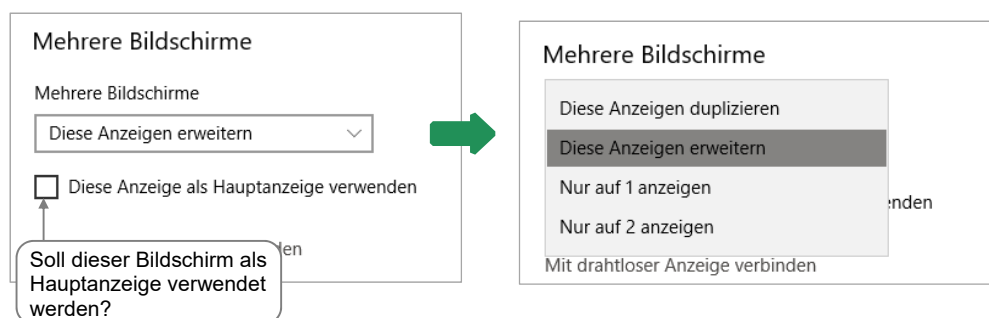 Mehrere Bildschirme
Mehrere Bildschirme
Diese Anzeigen erweitern
Diese Anzeige als Hauptanzeige verwenden
Soll dieser Bildschirm als
Hauptanzeige verwendet
werden?
Mehrere Bildschirme
Diese Anzeigen duplizieren
Diese Anzeigen erweitern
Nur auf 1 anzeigen
Nur auf 2 anzeigen
Mit drahtloser Anzeige verbinden